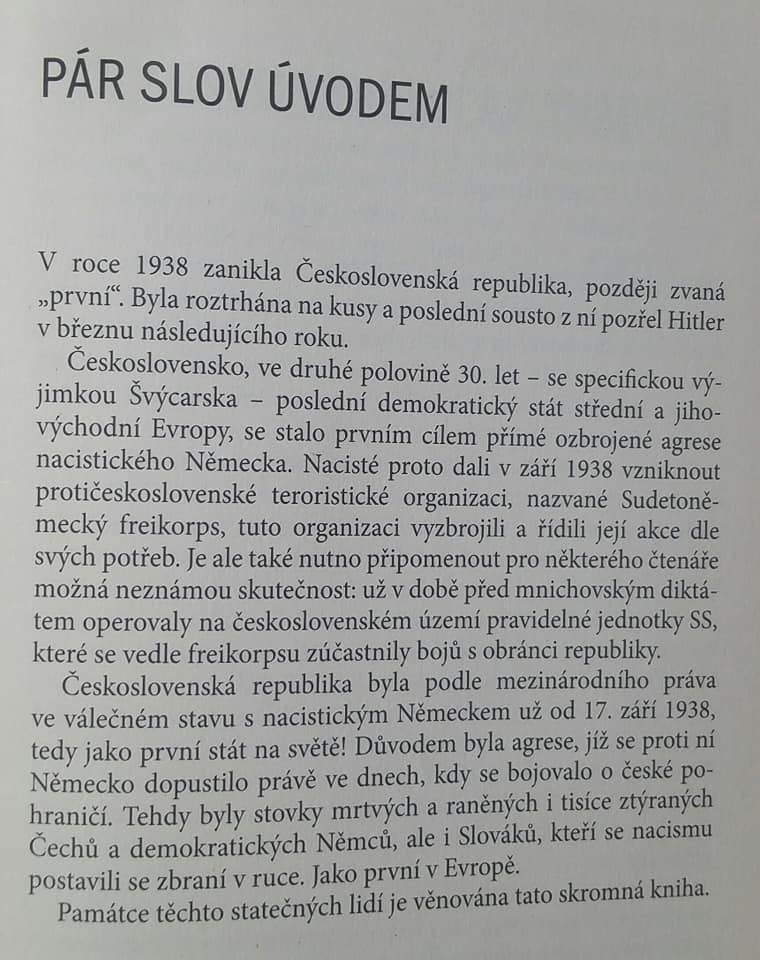 PÁR SLOV ÚVODEM
V roce 1938 zanikla Československá republika, později zvaná
„první“. Byla roztrhána na kusy a poslední sousto z ní pozřel Hitler
v březnu následujícího roku.
Československo, ve druhé polovině 30. let – se specifickou vý-
jimkou Švýcarska – poslední demokratický stát střední a jiho-
východní Evropy, se stalo prvním cílem přímé ozbrojené agrese
nacistického Německa. Nacisté proto dali v září 1938 vzniknout
protičeskoslovenské teroristické organizaci, nazvané Sudetoně-
mecký freikorps, tuto organizaci vyzbrojili a řídili její akce dle
svých potřeb. Je ale také nutno připomenout pro některého čtenáře
možná neznámou skutečnost: už v době před mnichovským diktá-
tem operovaly na československém území pravidelné jednotky SS,
které se vedle freikorpsu zúčastnily bojů s obránci republiky.
Československá republika byla podle mezinárodního práva
ve válečném stavu s nacistickým Německem už od 17. září 1938,
tedy jako první stát na světě! Důvodem byla agrese, jíž se proti ní
Německo dopustilo právě ve dnech, kdy se bojovalo o české po-
hraničí. Tehdy byly stovky mrtvých a raněných i tisíce ztýraných
Čechů a demokratických Němců, ale i Slováků, kteří se nacismu
postavili se zbraní v ruce. Jako první v Evropě.
Památce těchto statečných lidí je věnována tato skromná kniha.